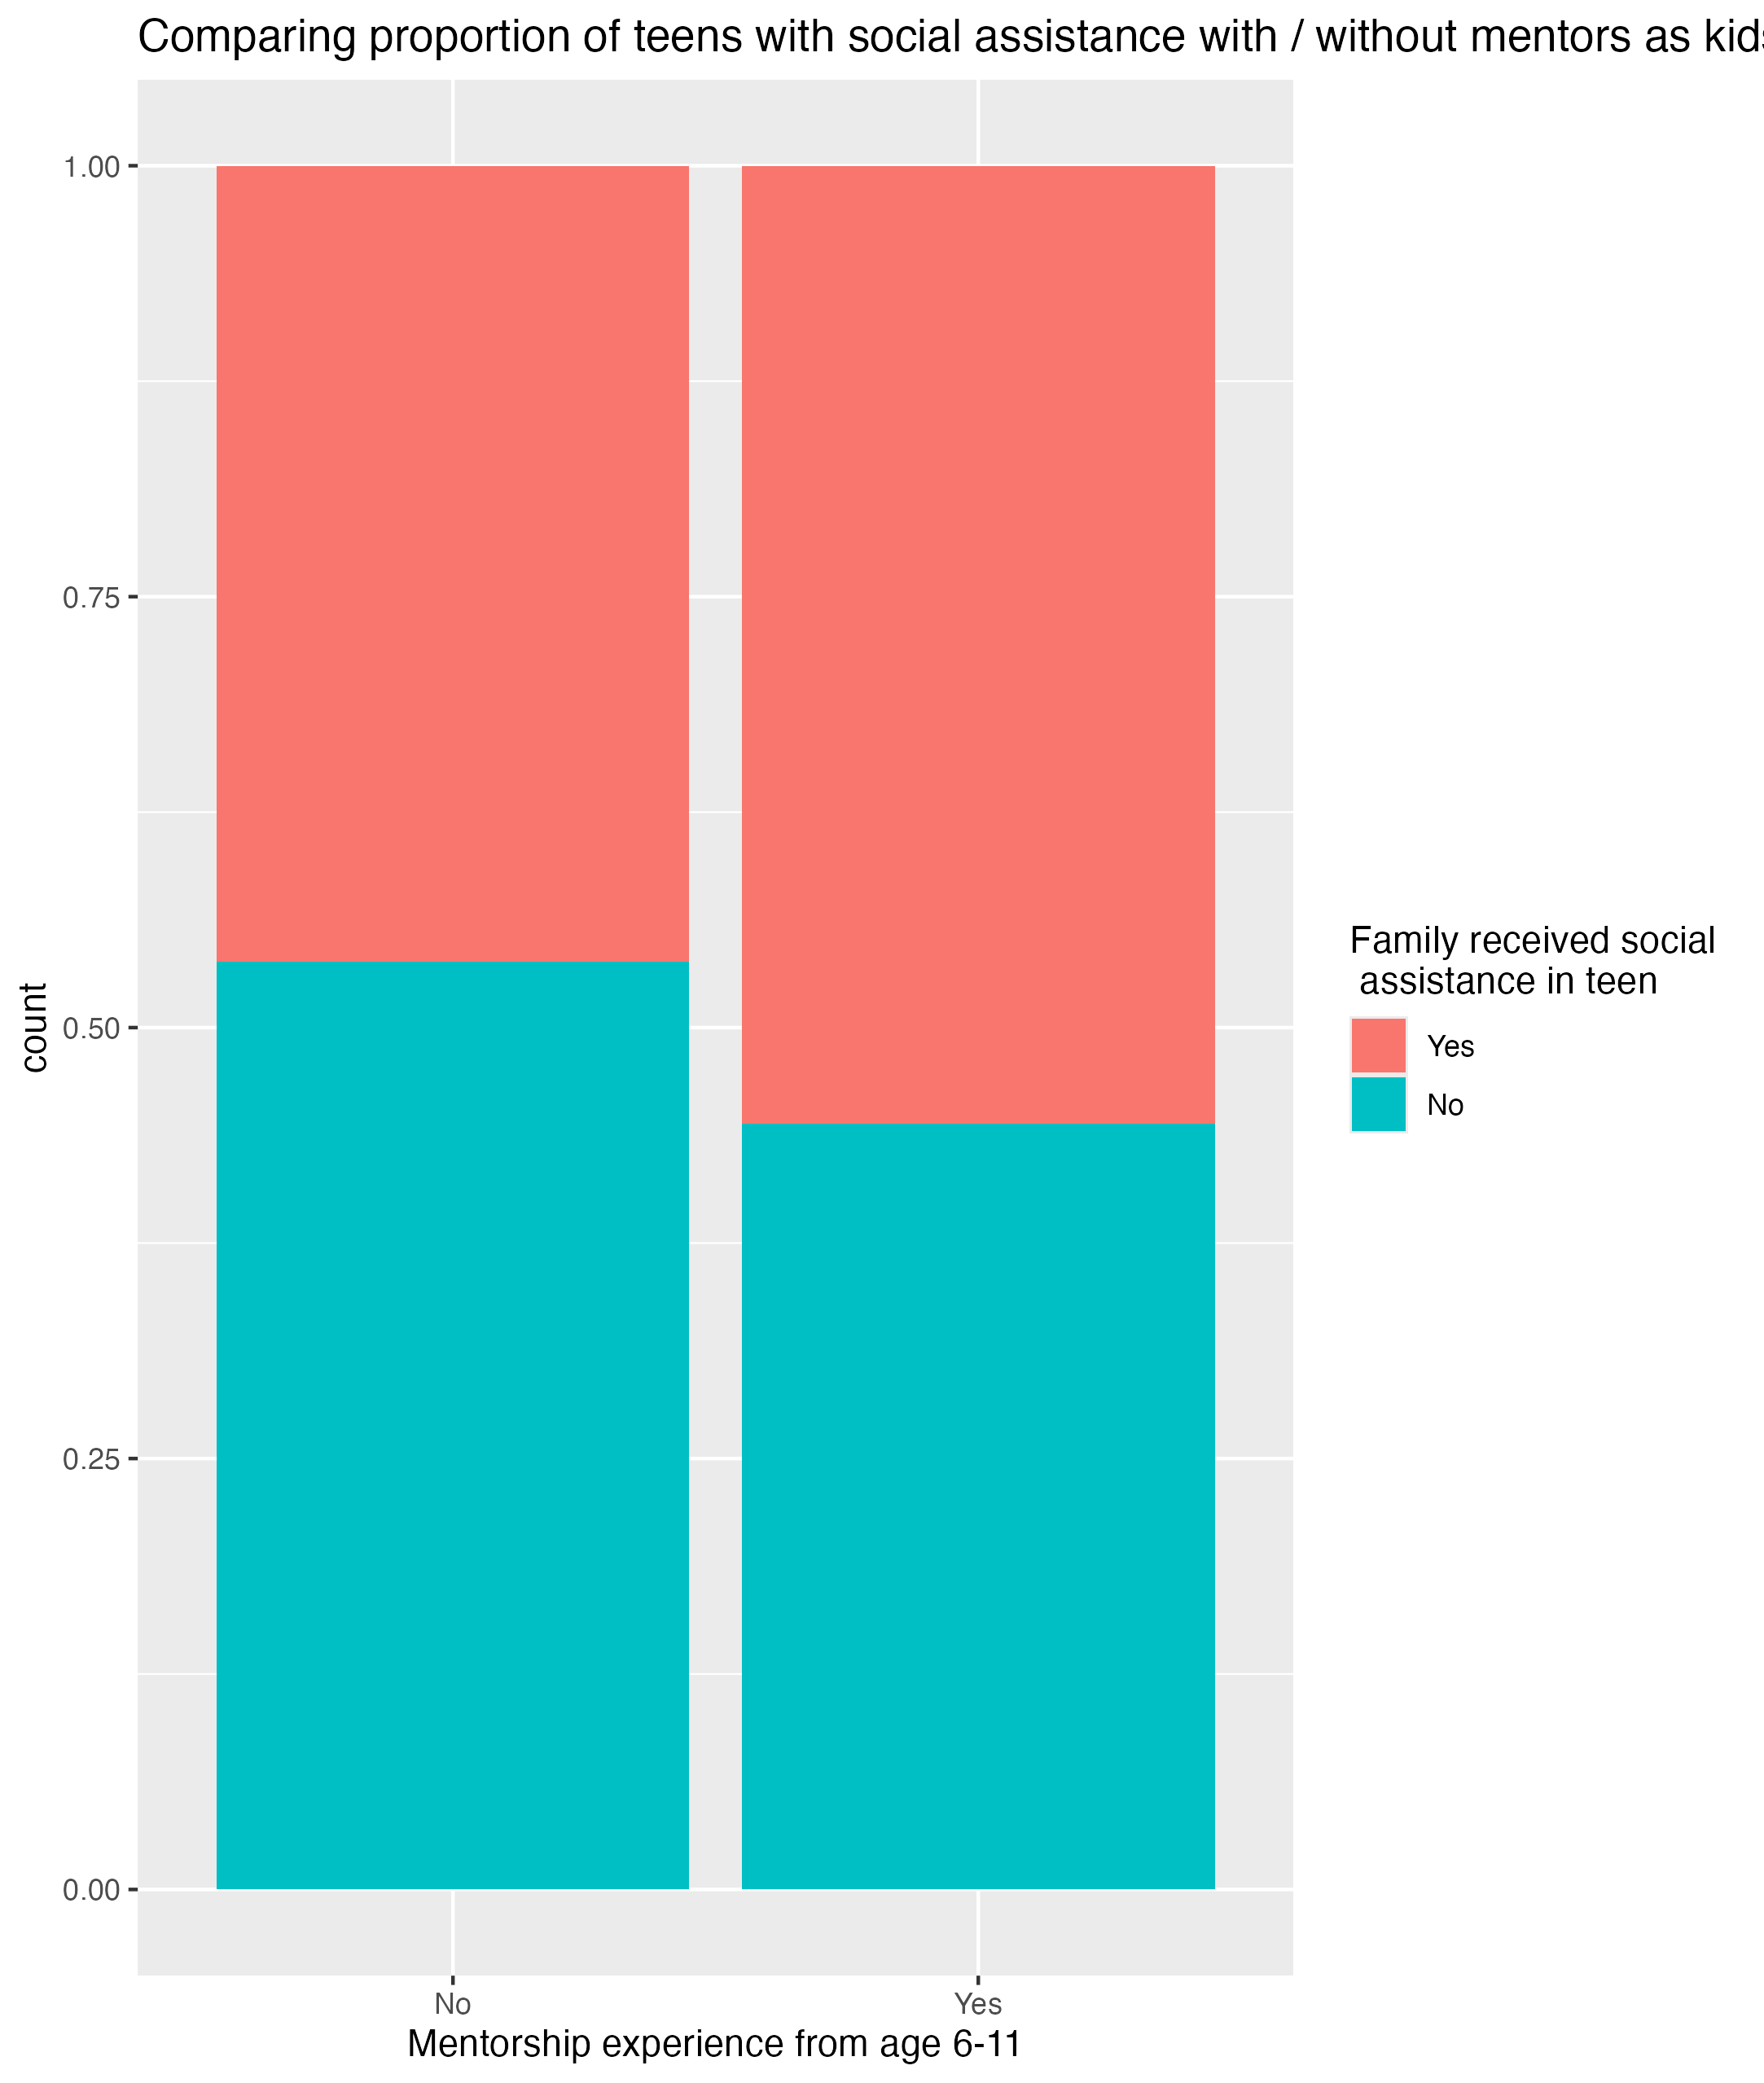 Comparing proportion of teens with social assistance with / without mentors as kids
1.00
0.75
0.50
0.25
0.00
count
No
Yes
Mentorship experience from age 6-11
Family received social
assistance in teen
Yes
No